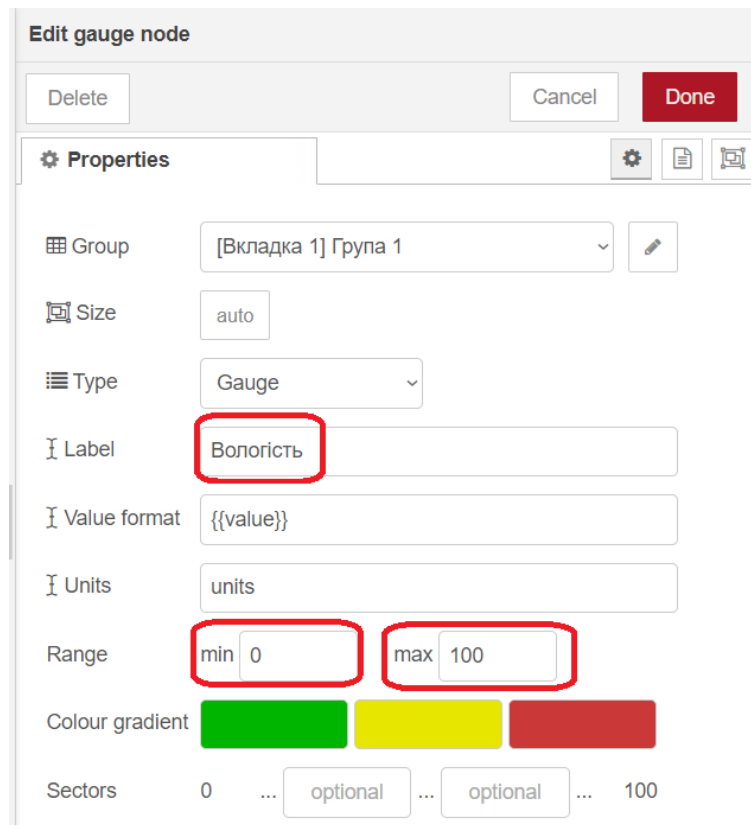 Edit gauge node
Delete Cancel Done
Properties
Group [Вкладка 1] Група 1
Size auto
Type Gauge
Label Вологість
Value format {{value}}
Units units
Range min 0 max 100
Colour gradient
Sectors 0 ... optional ... optional ... 100